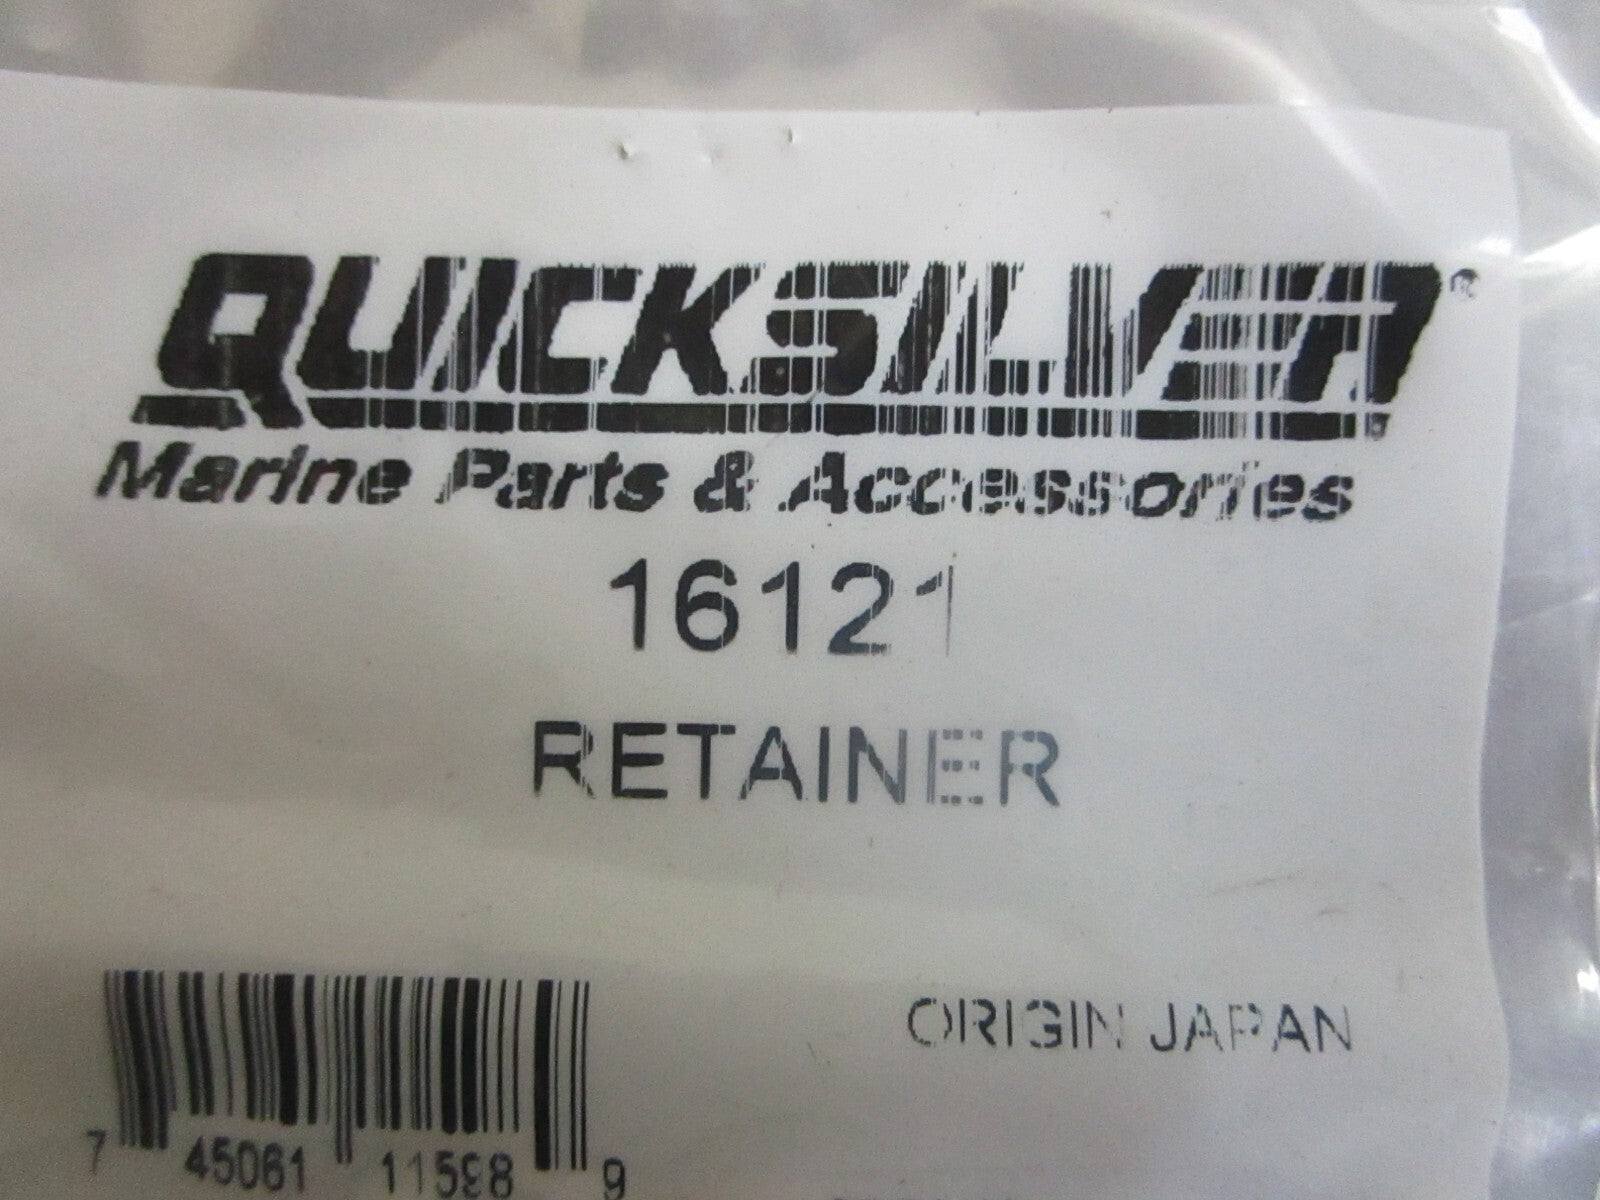 QUICKSILVER®
Marine Parts & Accessories
16121
RETAINER
ORIGIN JAPAN
7 45061 11598 9